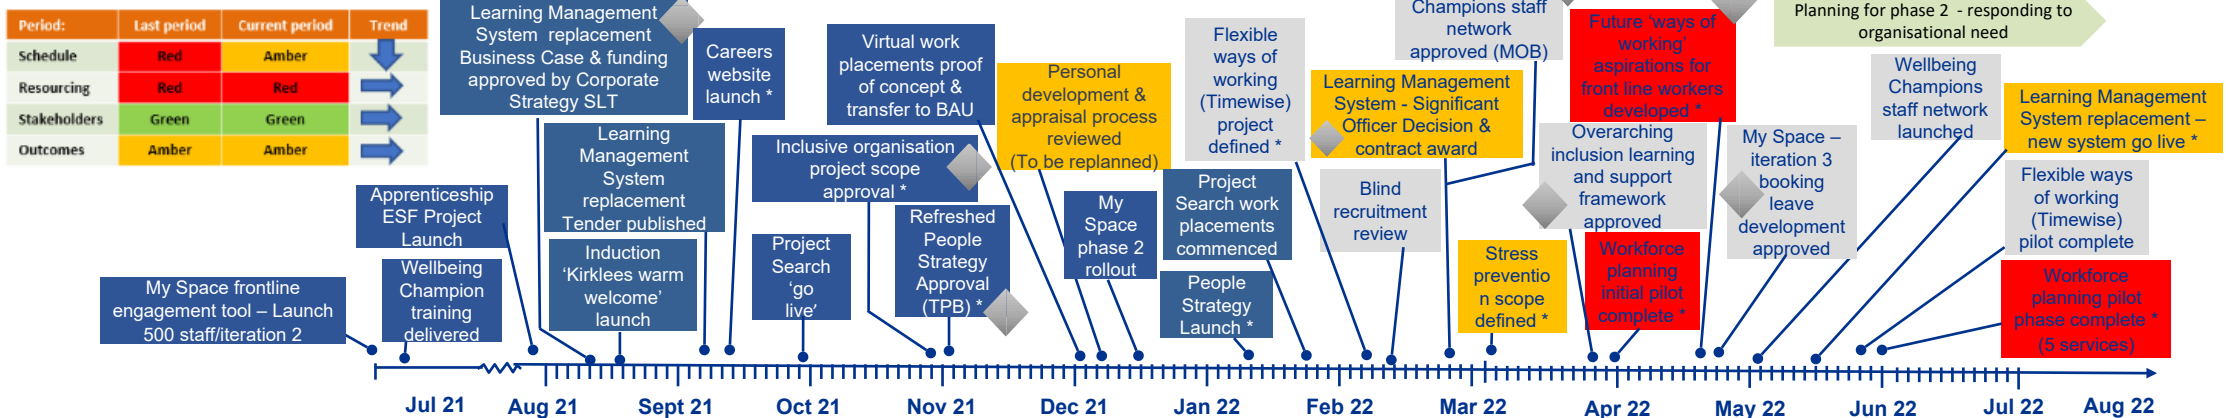 Period: Last period Current period Trend
Schedule Red Amber
Resourcing Red Red
Stakeholders Green Green
Outcomes Amber Amber
Learning Management
System replacement
Business Case & funding
approved by Corporate
Strategy SLT
Careers
website
launch *
Virtual work
placements proof
of concept &
transfer to BAU
Personal
development &
appraisal process
reviewed
(To be replanned)
Flexible
ways of
working
(Timewise)
project
defined *
Champions staff
network
approved (MOB)
Learning Management
System - Significant
Officer Decision &
contract award
Future ‘ways of
working’
aspirations for
front line workers
developed *
Planning for phase 2 - responding to
organisational need
Wellbeing
Champions
staff network
launched
Learning Management
System replacement –
new system go live *
Learning
Management
System
replacement
Tender published
Inclusive organisation
project scope
approval *
Overarching
inclusion learning
and support
framework
approved
My Space –
iteration 3
booking
leave
development
approved
Flexible ways
of working
(Timewise)
pilot complete
Apprenticeship
ESF Project
Launch
Refreshed
People
Strategy
Approval
(TPB) *
My
Space
phase 2
rollout
Project
Search work
placements
commenced
Blind
recruitment
review
Induction
‘Kirklees warm
welcome’
launch
Project
Search
‘go
live’
Stress
preventio
n scope
defined *
Workforce
planning
initial pilot
complete *
Wellbeing
Champion
training
delivered
People
Strategy
Launch *
Workforce
planning pilot
phase complete *
(5 services)
My Space frontline
engagement tool – Launch
500 staff/iteration 2
Jul 21 Aug 21 Sept 21 Oct 21 Nov 21 Dec 21 Jan 22 Feb 22 Mar 22 Apr 22 May 22 Jun 22 Jul 22 Aug 22